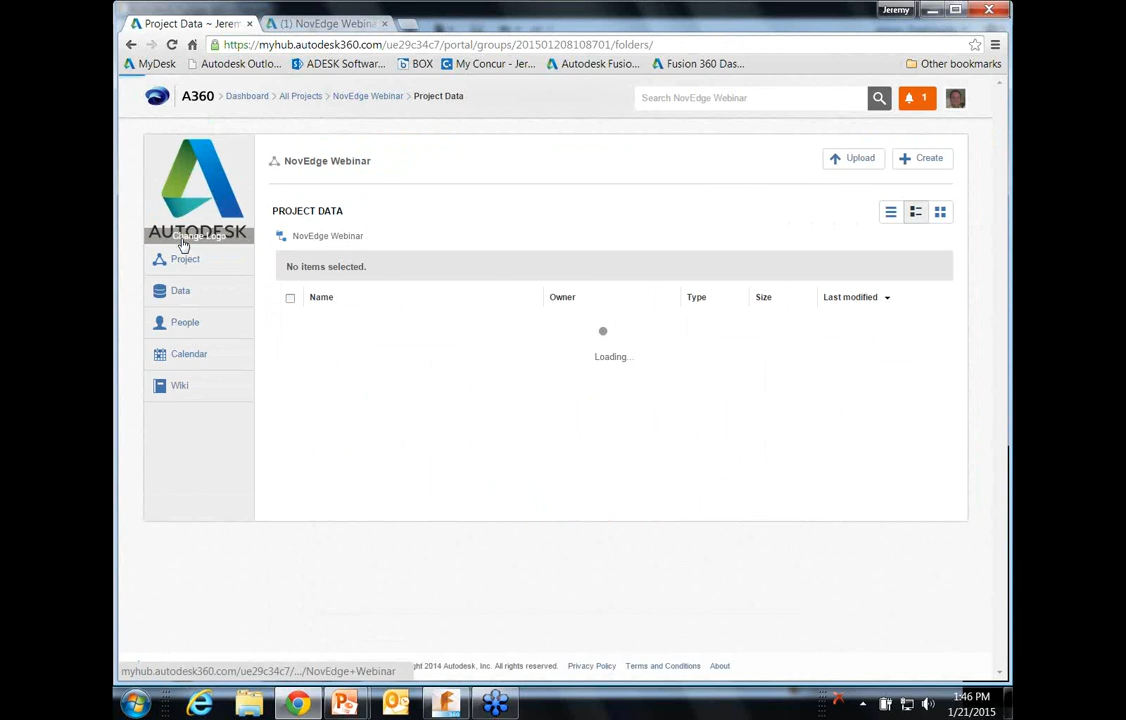 Jeremy
Project Data ~ Jerem
(1) NovEdge Webinar
https://myhub.autodesk360.com/ue29c34c7/portal/groups/201501208108701/folders/
MyDesk
Autodesk Outlo...
ADESK Softwar...
BOX
My Concur - Jer...
Autodesk Fusio...
Fusion 360 Das...
Other bookmarks
A360 > Dashboard > All Projects > NovEdge Webinar > Project Data
Search NovEdge Webinar
1
NovEdge Webinar
Upload
Create
PROJECT DATA
NovEdge Webinar
AUTODESK
Change Logo
No items selected.
Project
Data
People
Calendar
Wiki
Name
Owner
Type
Size
Last modified
Loading...
myhub.autodesk360.com/ue29c34c7/.../NovEdge+Webinar
ght 2014 Autodesk, Inc. All rights reserved.
Privacy Policy
Terms and Conditions
About
1:46 PM
1/21/2015